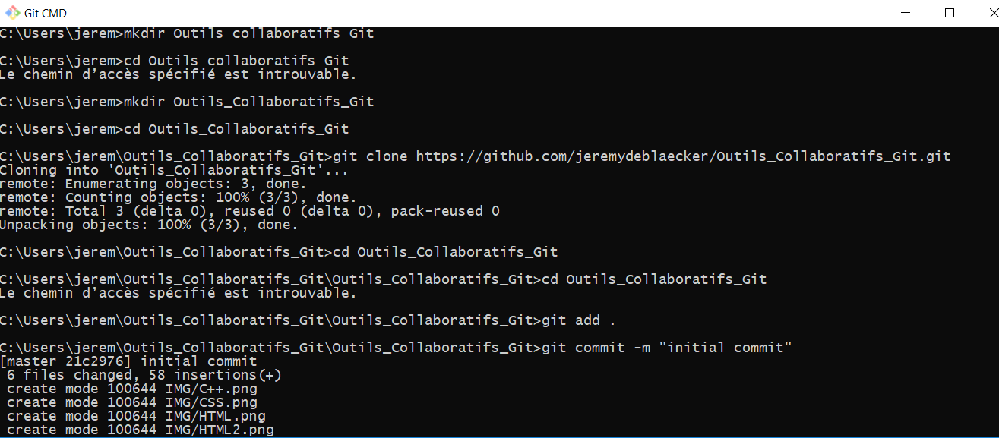 Git CMD
C:\Users\jerem>mkdir Outils collaboratifs Git
C:\Users\jerem>cd Outils collaboratifs Git
Le chemin d’accès spécifié est introuvable.
C:\Users\jerem>mkdir Outils_Collaboratifs_Git
C:\Users\jerem>cd Outils_Collaboratifs_Git
C:\Users\jerem\Outils_Collaboratifs_Git>git clone https://github.com/jeremydeblaecker/Outils_Collaboratifs_Git.git
Cloning into 'Outils_Collaboratifs_Git'...
remote: Enumerating objects: 3, done.
remote: Counting objects: 100% (3/3), done.
remote: Total 3 (delta 0), reused 0 (delta 0), pack-reused 0
Unpacking objects: 100% (3/3), done.
C:\Users\jerem\Outils_Collaboratifs_Git>cd Outils_Collaboratifs_Git
C:\Users\jerem\Outils_Collaboratifs_Git\Outils_Collaboratifs_Git>cd Outils_Collaboratifs_Git
Le chemin d’accès spécifié est introuvable.
C:\Users\jerem\Outils_Collaboratifs_Git\Outils_Collaboratifs_Git>git add .
C:\Users\jerem\Outils_Collaboratifs_Git\Outils_Collaboratifs_Git>git commit -m "initial commit"
[master 21c2976] initial commit
 6 files changed, 58 insertions(+)
 create mode 100644 IMG/C++.png
 create mode 100644 IMG/CSS.png
 create mode 100644 IMG/HTML.png
 create mode 100644 IMG/HTML2.png